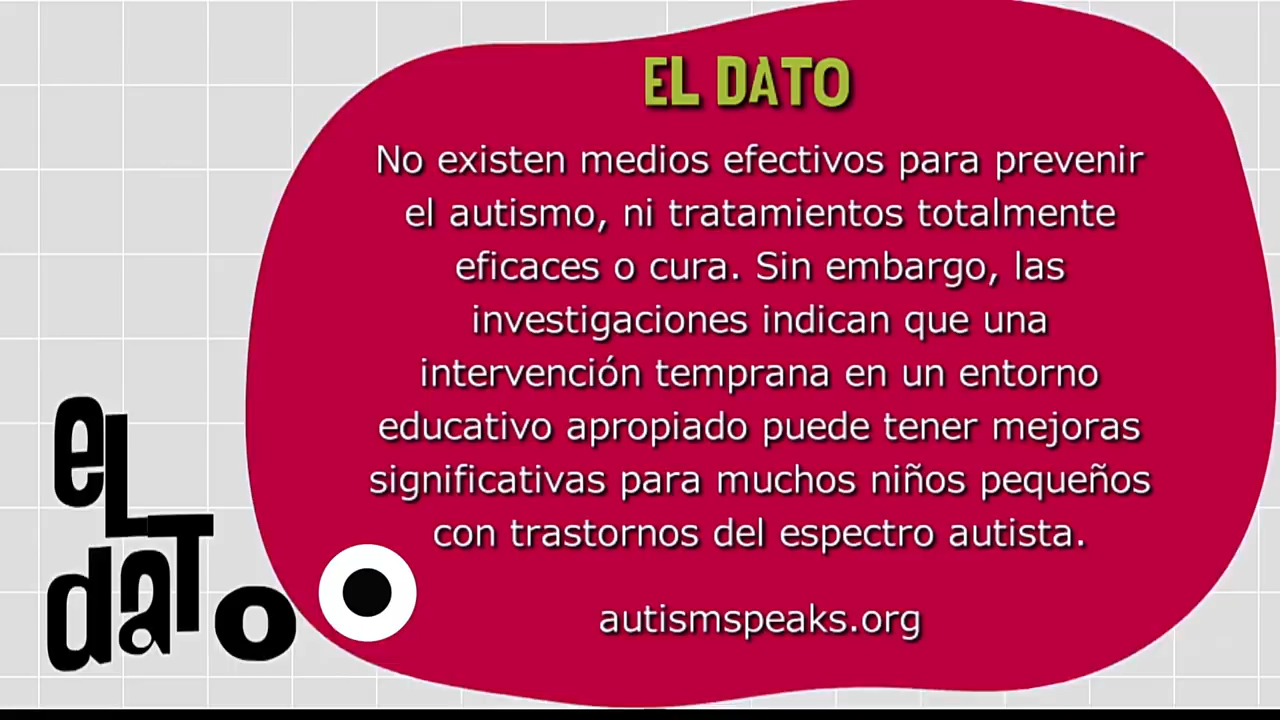 EL DATO
No existen medios efectivos para prevenir
el autismo, ni tratamientos totalmente
eficaces o cura. Sin embargo, las
investigaciones indican que una
intervención temprana en un entorno
educativo apropiado puede tener mejoras
significativas para muchos niños pequeños
con trastornos del espectro autista.
autismspeaks.org
eL
daTo